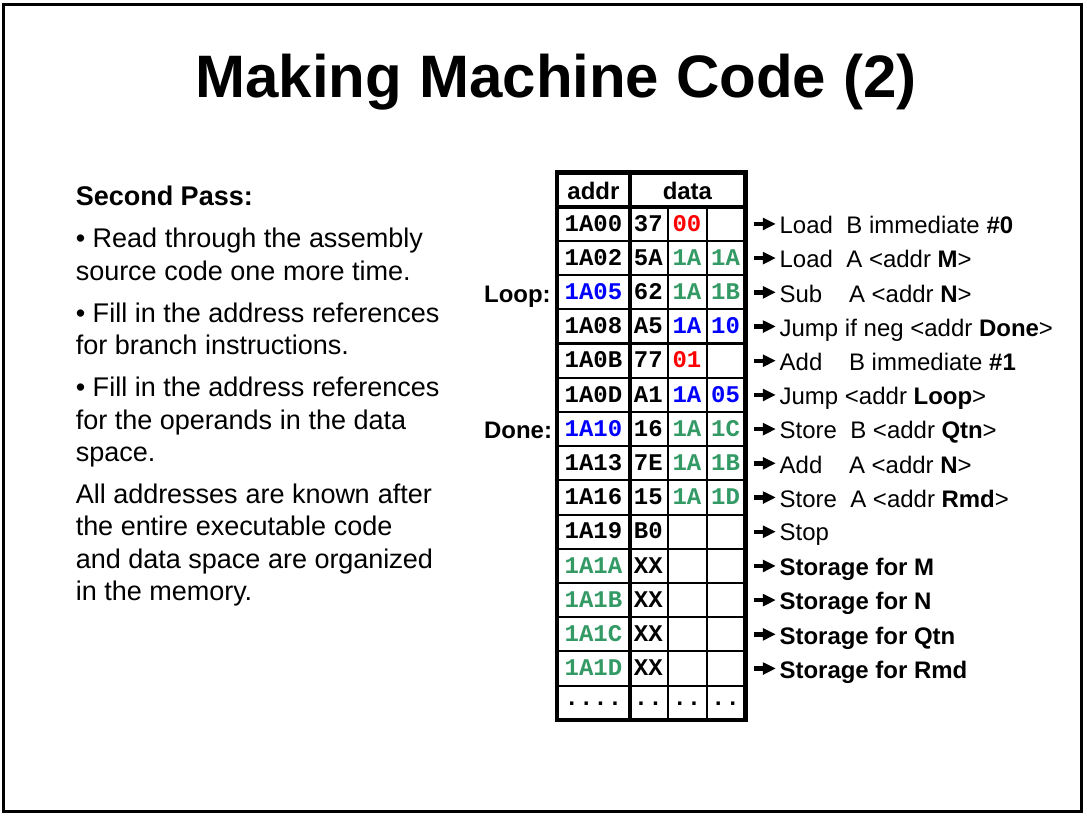 Making Machine Code (2)
Second Pass:
• Read through the assembly
source code one more time.
• Fill in the address references
for branch instructions.
• Fill in the address references
for the operands in the data
space.
All addresses are known after
the entire executable code
and data space are organized
in the memory.
addr data
1A00 37 00 Load B immediate #0
1A02 5A 1A 1A Load A <addr M>
Loop: 1A05 62 1A 1B Sub A <addr N>
1A08 A5 1A 10 Jump if neg <addr Done>
1A0B 77 01 Add B immediate #1
1A0D A1 1A 05 Jump <addr Loop>
Done: 1A10 16 1A 1C Store B <addr Qtn>
1A13 7E 1A 1B Add A <addr N>
1A16 15 1A 1D Store A <addr Rmd>
1A19 B0 Stop
1A1A XX Storage for M
1A1B XX Storage for N
1A1C XX Storage for Qtn
1A1D XX Storage for Rmd
.... .. .. ..